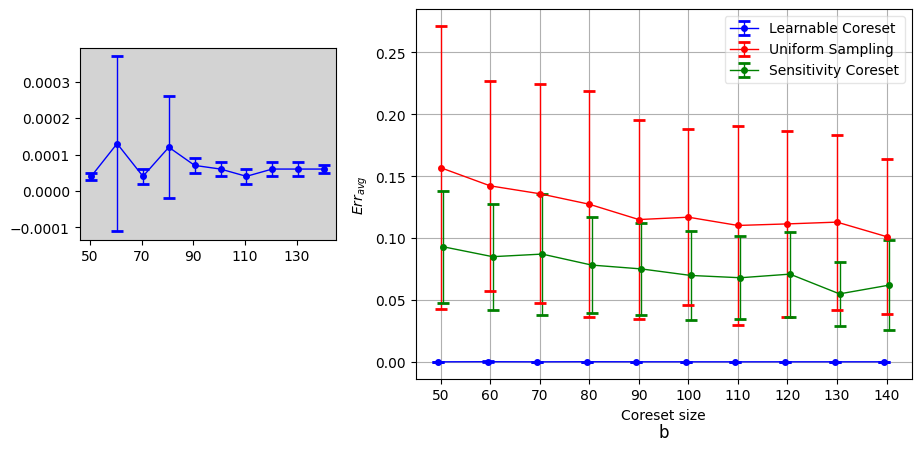 0.0003
0.0002
0.0001
0.0000
−0.0001
50 70 90 110 130
Learnable Coreset
Uniform Sampling
Sensitivity Coreset
0.25
0.20
0.15
0.10
0.05
0.00
Err_avg
50 60 70 80 90 100 110 120 130 140
Coreset size
b